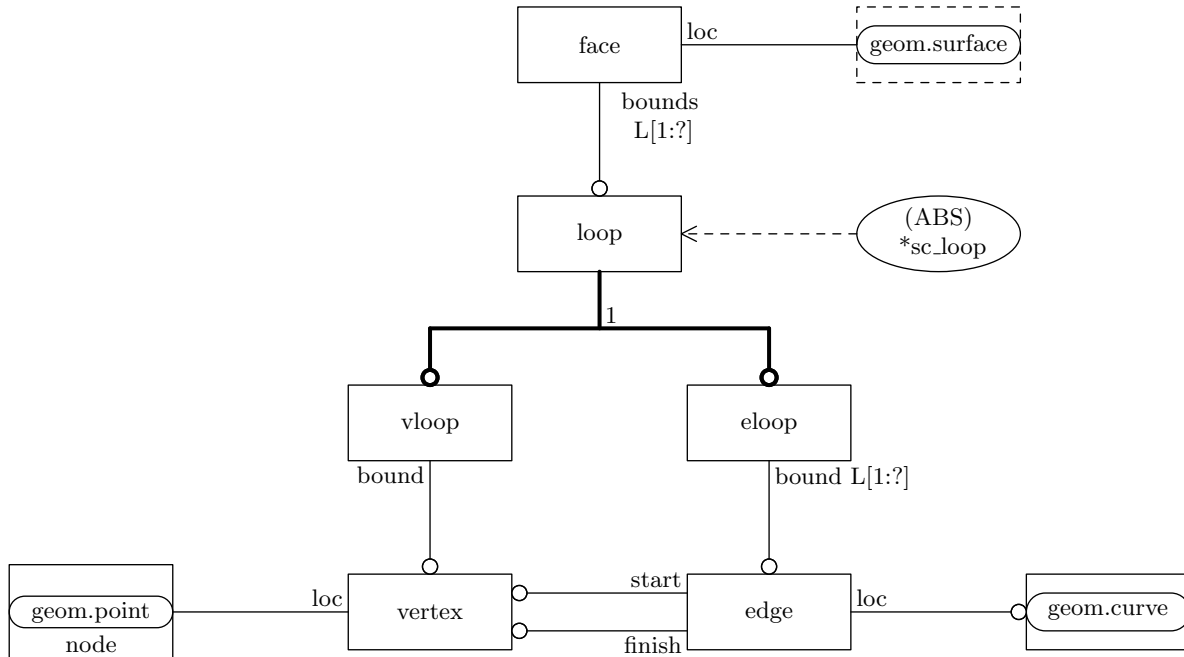 face
loc
geom.surface
bounds
L[1:?]
loop
(ABS)
*sc_loop
1
vloop
eloop
bound
bound L[1:?]
geom.point
node
loc
vertex
start
finish
edge
loc
geom.curve